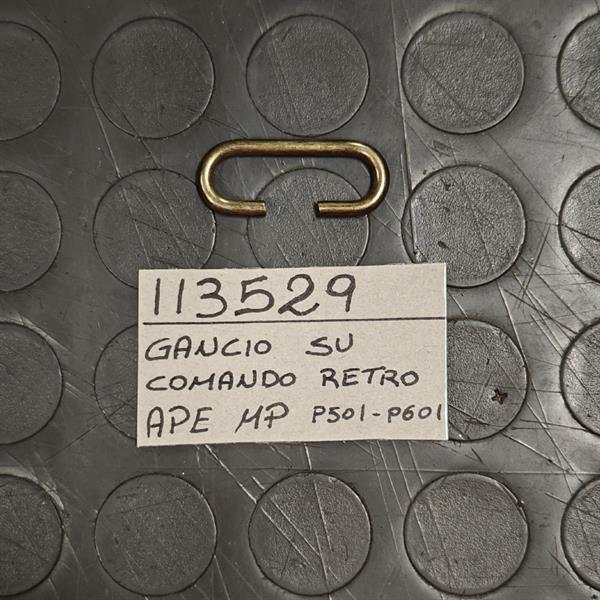 113529
GANCIO SU
COMANDO RETRO
APE MP P501-P601